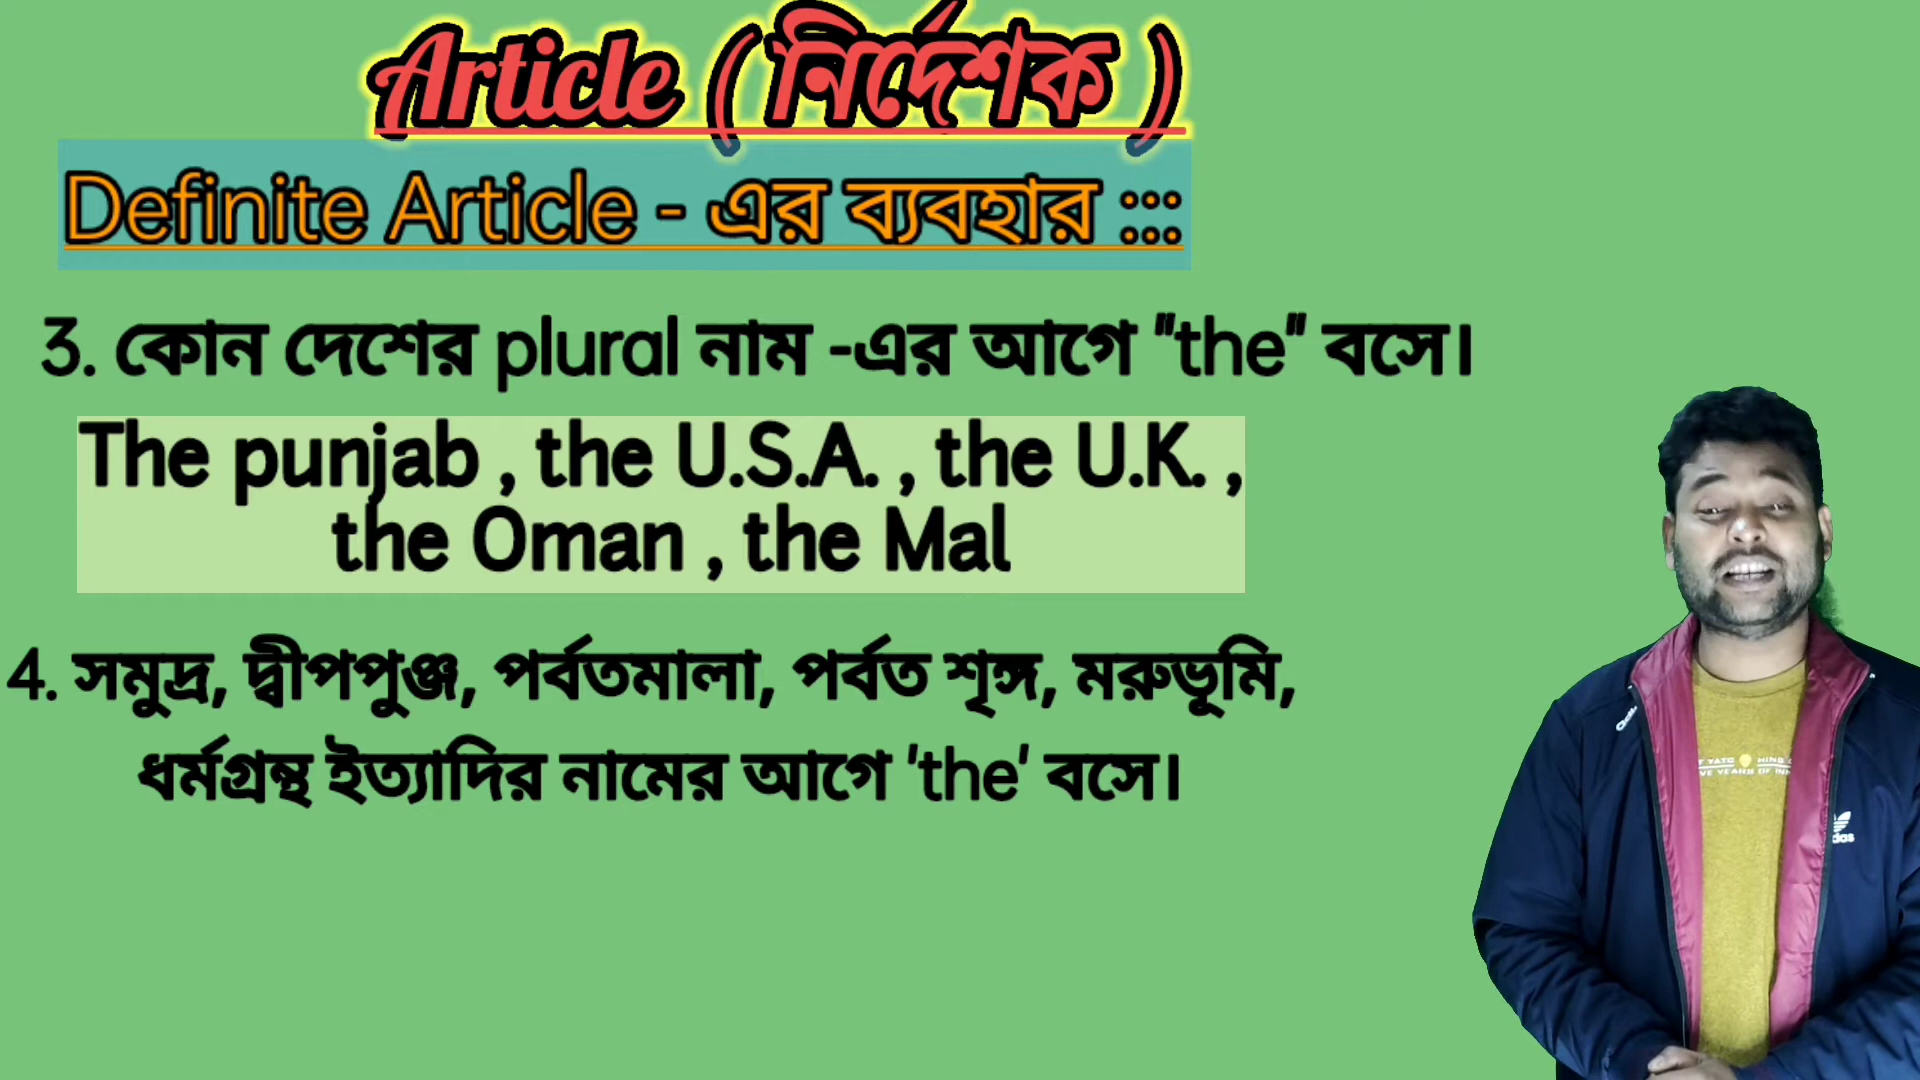 Article ( নির্দেশক )
Definite Article - এর ব্যবহার :::
3. কোন দেশের plural নাম -এর আগে "the" বসে।
The punjab , the U.S.A. , the U.K. ,
the Oman , the Mal
4. সমুদ্র, দ্বীপপুঞ্জ, পর্বতমালা, পর্বত শৃঙ্গ, মরুভূমি,
ধর্মগ্রন্থ ইত্যাদির নামের আগে 'the' বসে।